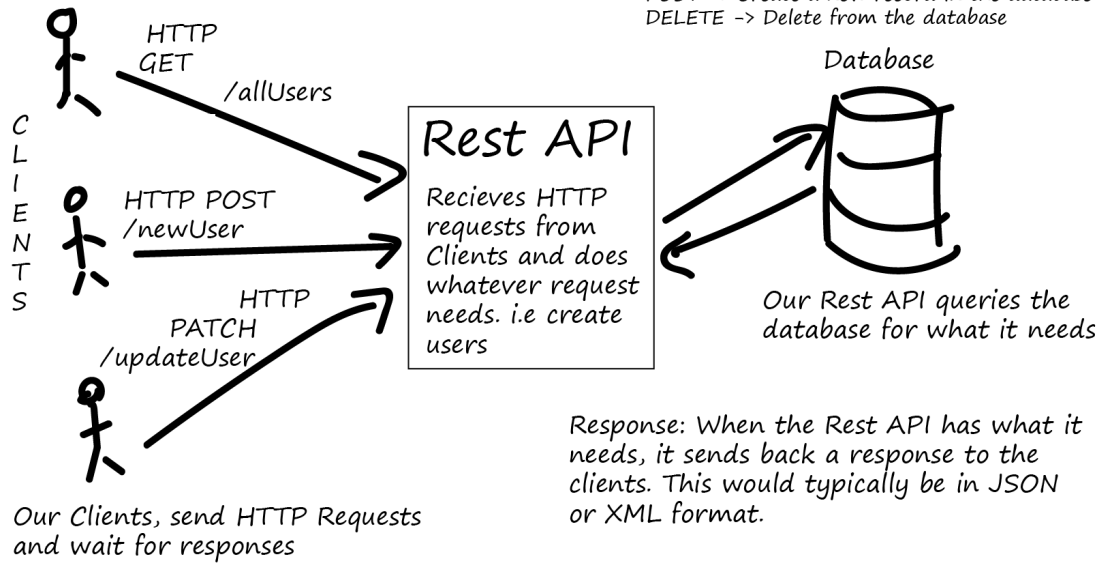 DELETE -> Delete from the database
Database
HTTP
GET
/allUsers
CLIENTS
Rest API
Recieves HTTP
requests from
Clients and does
whatever request
needs. i.e create
users
HTTP POST
/newUser
HTTP
PATCH
/updateUser
Our Rest API queries the
database for what it needs
Response: When the Rest API has what it
needs, it sends back a response to the
clients. This would typically be in JSON
or XML format.
Our Clients, send HTTP Requests
and wait for responses